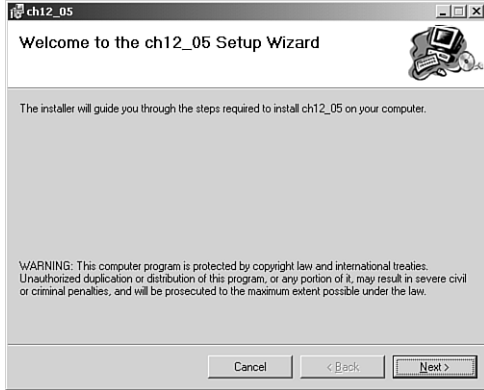 ch12_05
Welcome to the ch12_05 Setup Wizard
The installer will guide you through the steps required to install ch12_05 on your computer.
WARNING: This computer program is protected by copyright law and international treaties.
Unauthorized duplication or distribution of this program, or any portion of it, may result in severe civil
or criminal penalties, and will be prosecuted to the maximum extent possible under the law.
Cancel < Back Next >